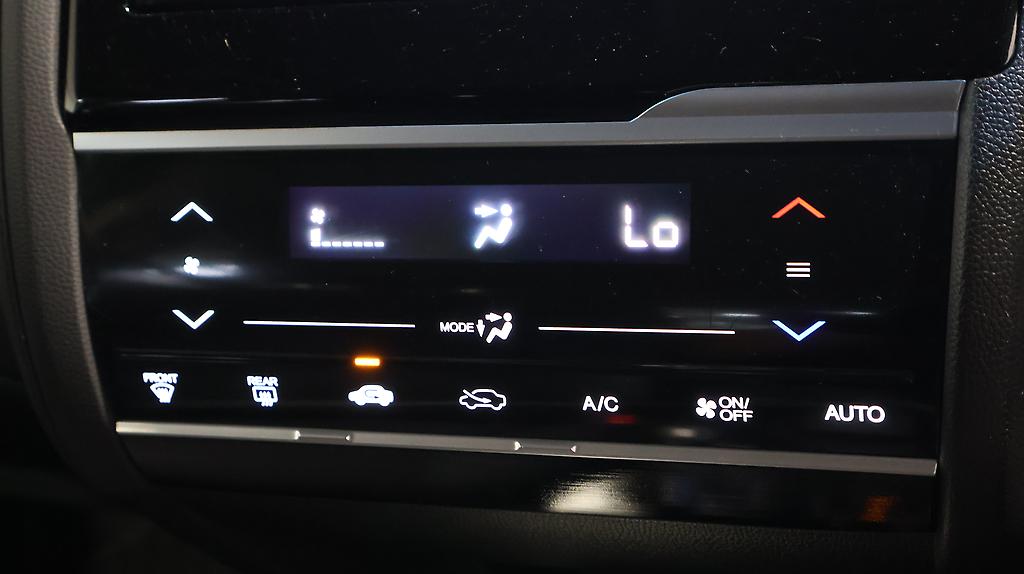 Lo
MODE
FRONT
REAR
A/C
ON/
OFF
AUTO